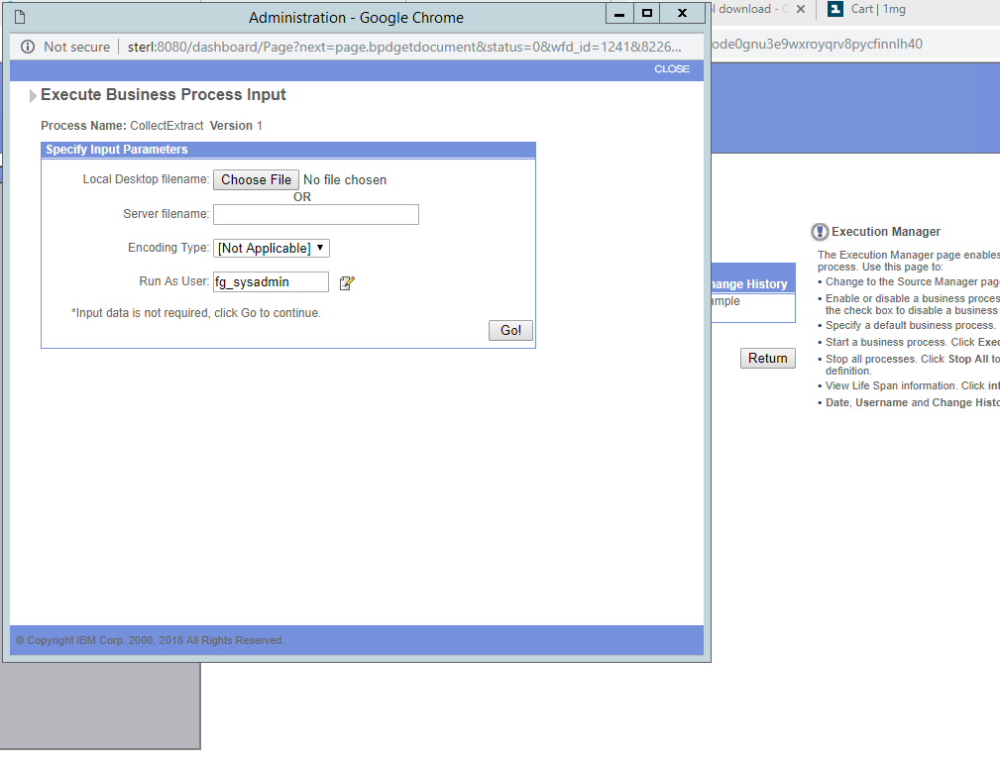 Administration - Google Chrome
Not secure | sterl:8080/dashboard/Page?next=page.bpdgetdocument&status=0&wfd_id=1241&8226...
CLOSE
Execute Business Process Input
Process Name: CollectExtract Version 1
Specify Input Parameters
Local Desktop filename: Choose File No file chosen
OR
Server filename:
Encoding Type: [Not Applicable]
Run As User: fg_sysadmin
*Input data is not required, click Go to continue.
Go!
© Copyright IBM Corp. 2000, 2018 All Rights Reserved.
download -
Cart | 1mg
ode0gnu3e9wxroyqrv8pycfinnlh40
hange History
ample
Return
Execution Manager
The Execution Manager page enables
process. Use this page to:
• Change to the Source Manager pag
• Enable or disable a business proces
the check box to disable a business
• Specify a default business process.
• Start a business process. Click Exec
• Stop all processes. Click Stop All to
definition.
• View Life Span information. Click inf
• Date, Username and Change Histo